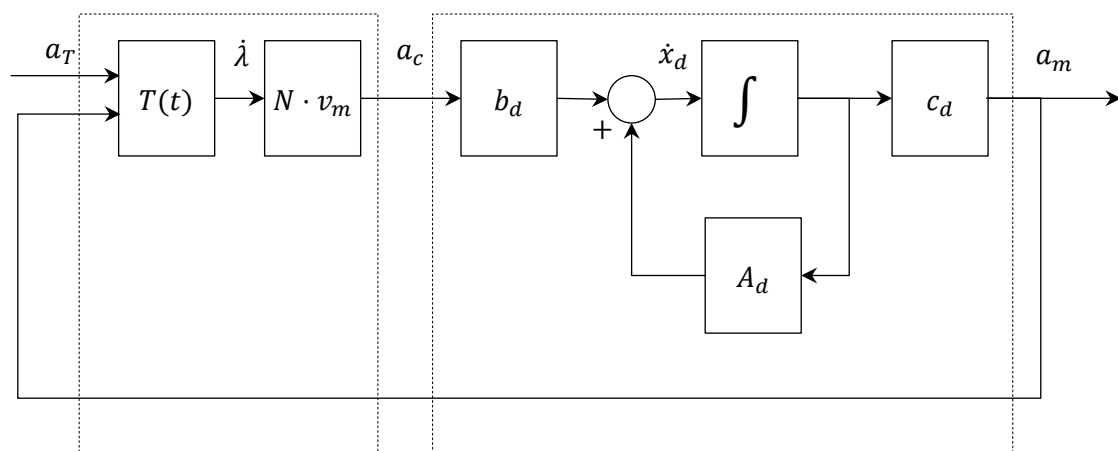 a_T
λ̇
a_c
ẋ_d
a_m
T(t)
N · v_m
b_d
∫
c_d
+
A_d